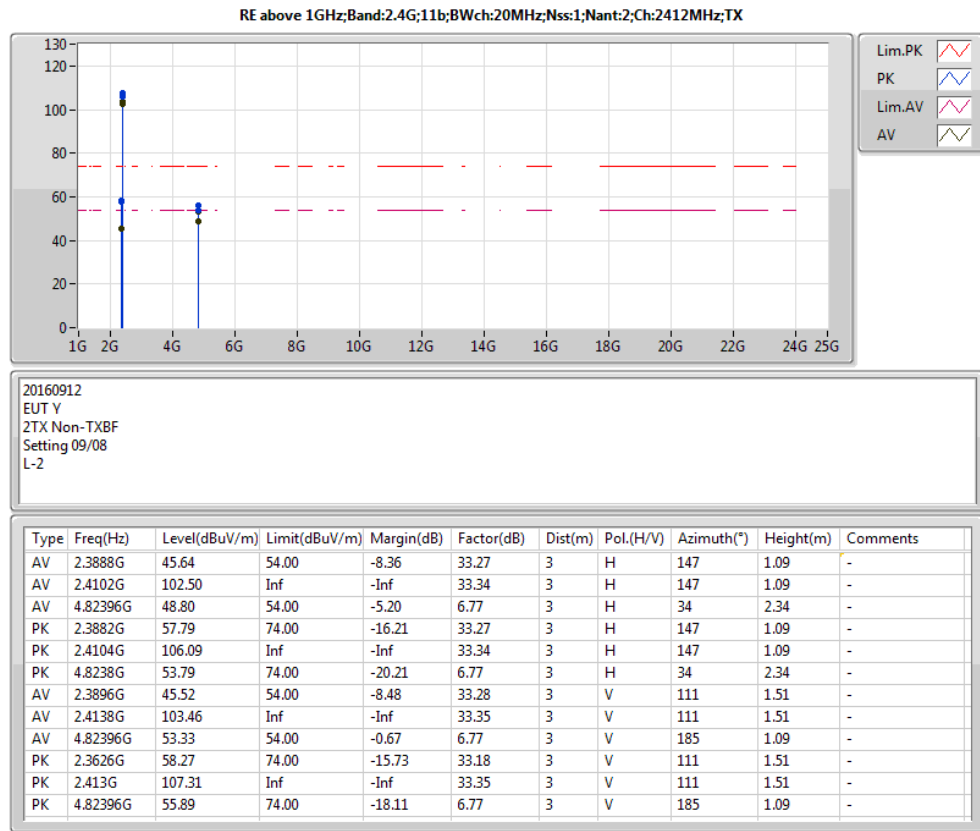 RE above 1GHz;Band:2.4G;11b;BWch:20MHz;Nss:1;Nant:2;Ch:2412MHz;TX
130
120
100
80
60
40
20
0
1G 2G 4G 6G 8G 10G 12G 14G 16G 18G 20G 22G 24G 25G
Lim.PK
PK
Lim.AV
AV
20160912
EUT Y
2TX Non-TXBF
Setting 09/08
L-2
Type Freq(Hz) Level(dBuV/m) Limit(dBuV/m) Margin(dB) Factor(dB) Dist(m) Pol.(H/V) Azimuth(°) Height(m) Comments
AV 2.3888G 45.64 54.00 -8.36 33.27 3 H 147 1.09 -
AV 2.4102G 102.50 Inf -Inf 33.34 3 H 147 1.09 -
AV 4.82396G 48.80 54.00 -5.20 6.77 3 H 34 2.34 -
PK 2.3882G 57.79 74.00 -16.21 33.27 3 H 147 1.09 -
PK 2.4104G 106.09 Inf -Inf 33.34 3 H 147 1.09 -
PK 4.8238G 53.79 74.00 -20.21 6.77 3 H 34 2.34 -
AV 2.3896G 45.52 54.00 -8.48 33.28 3 V 111 1.51 -
AV 2.4138G 103.46 Inf -Inf 33.35 3 V 111 1.51 -
AV 4.82396G 53.33 54.00 -0.67 6.77 3 V 185 1.09 -
PK 2.3626G 58.27 74.00 -15.73 33.18 3 V 111 1.51 -
PK 2.413G 107.31 Inf -Inf 33.35 3 V 111 1.51 -
PK 4.82396G 55.89 74.00 -18.11 6.77 3 V 185 1.09 -